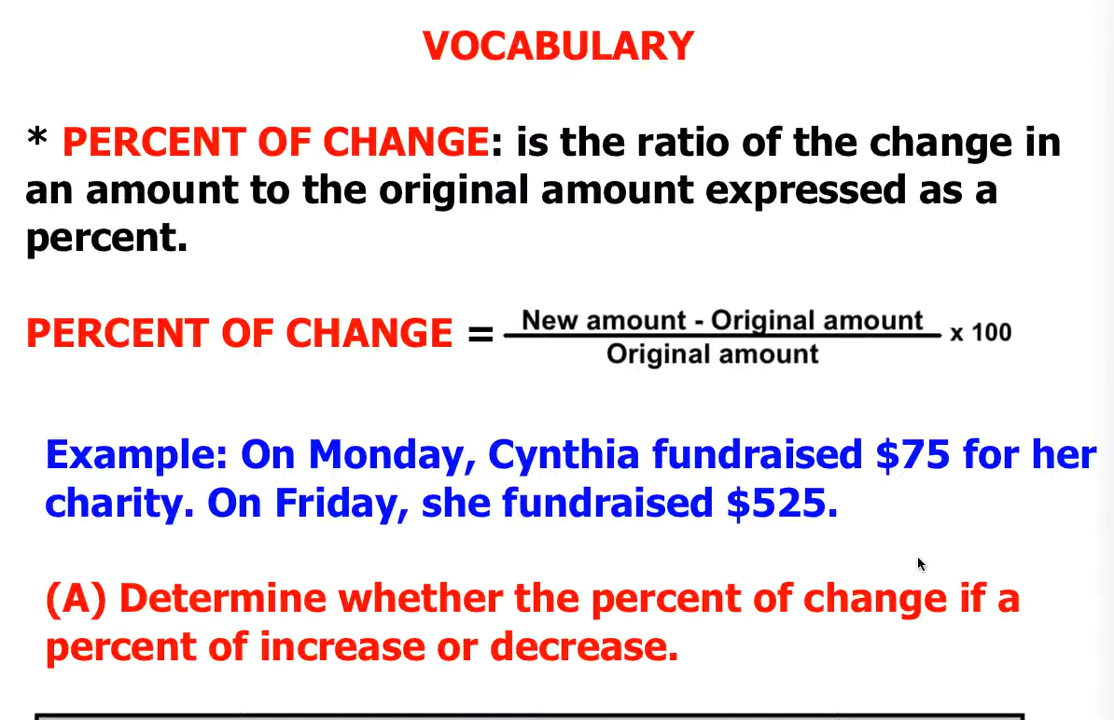 VOCABULARY
* PERCENT OF CHANGE: is the ratio of the change in
an amount to the original amount expressed as a
percent.
PERCENT OF CHANGE = New amount - Original amount
Original amount
x 100
Example: On Monday, Cynthia fundraised $75 for her
charity. On Friday, she fundraised $525.
(A) Determine whether the percent of change if a
percent of increase or decrease.